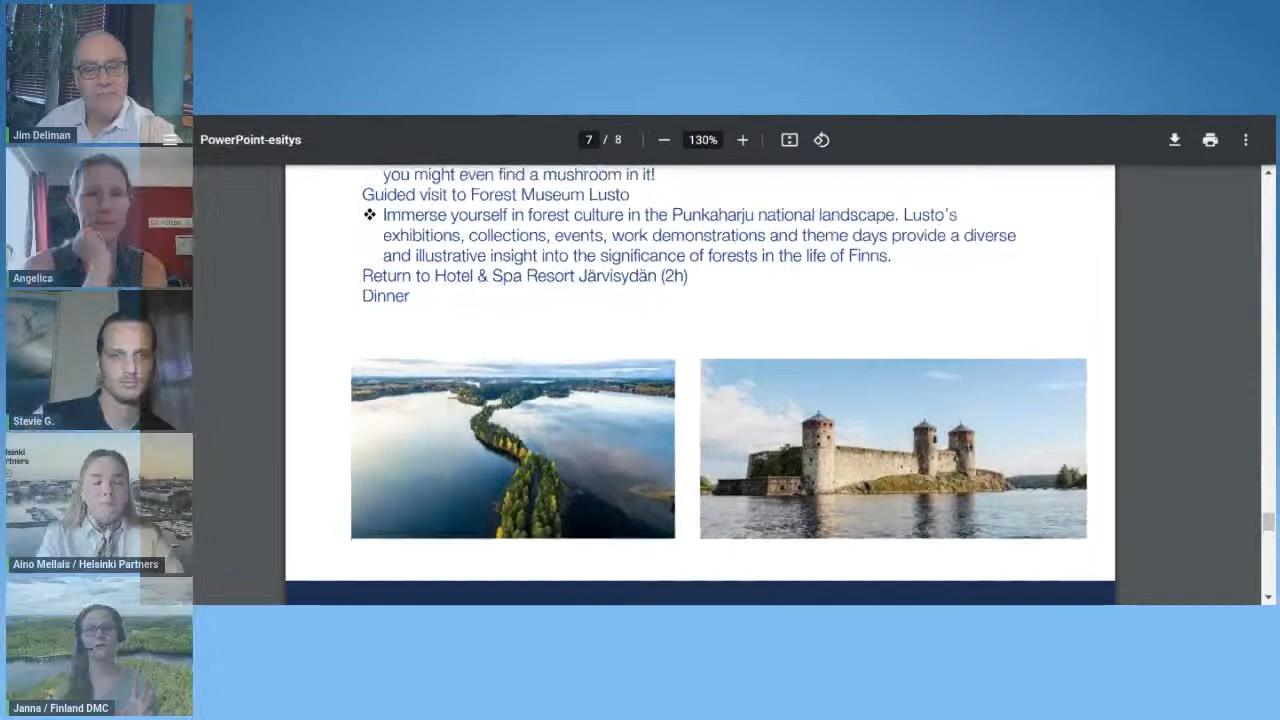 Jim Deliman
Angelica
Stevie G.
lsinki
rtners
Aino Mellais / Helsinki Partners
Janna / Finland DMC
PowerPoint-esitys
7 / 8
130%
you might even find a mushroom in it!
Guided visit to Forest Museum Lusto
❖ Immerse yourself in forest culture in the Punkaharju national landscape. Lusto's
exhibitions, collections, events, work demonstrations and theme days provide a diverse
and illustrative insight into the significance of forests in the life of Finns.
Return to Hotel & Spa Resort Järvisydän (2h)
Dinner